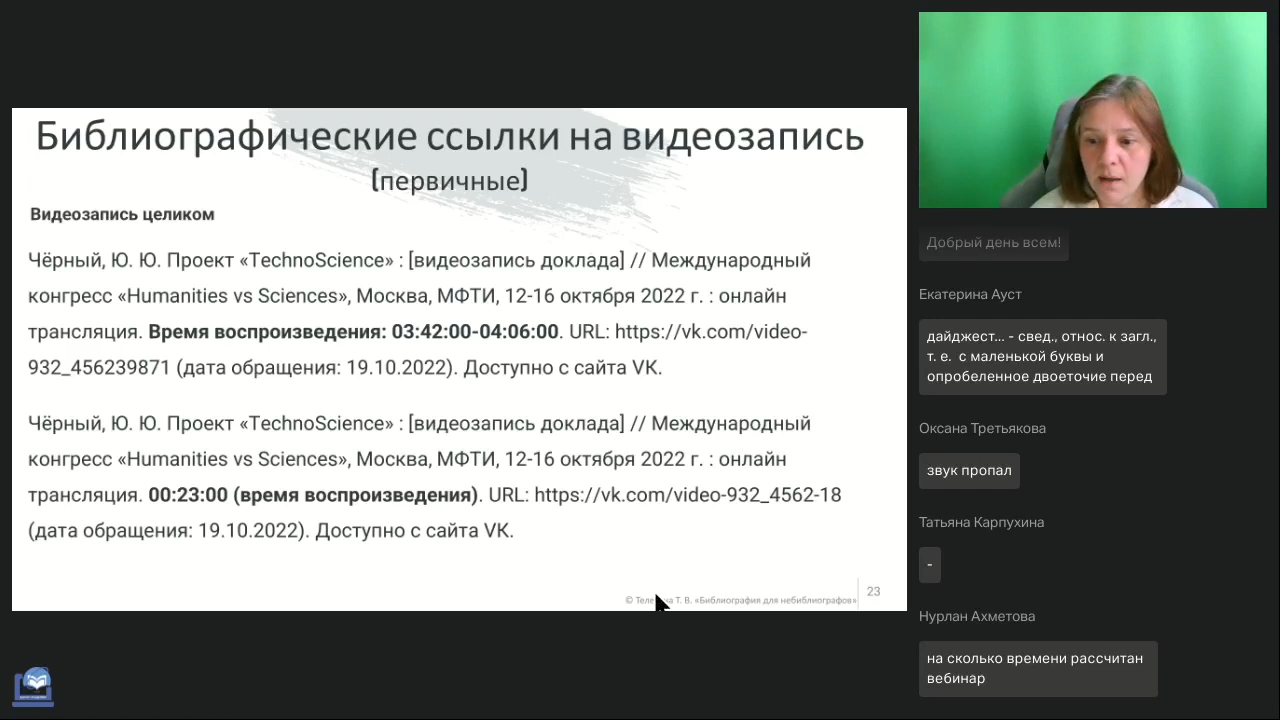 Библиографические ссылки на видеозапись
(первичные)
Видеозапись целиком
Чёрный, Ю. Ю. Проект «TechnoScience» : [видеозапись доклада] // Международный
конгресс «Humanities vs Sciences», Москва, МФТИ, 12-16 октября 2022 г. : онлайн
трансляция. Время воспроизведения: 03:42:00-04:06:00. URL: https://vk.com/video-
932_456239871 (дата обращения: 19.10.2022). Доступно с сайта VK.
Чёрный, Ю. Ю. Проект «TechnoScience» : [видеозапись доклада] // Международный
конгресс «Humanities vs Sciences», Москва, МФТИ, 12-16 октября 2022 г. : онлайн
трансляция. 00:23:00 (время воспроизведения). URL: https://vk.com/video-932_4562-18
(дата обращения: 19.10.2022). Доступно с сайта VK.
© Т. В. «Библиография для небиблиографов»
23
Добрый день всем!
Екатерина Ауст
дайджест... - свед., относ. к загл.,
т. е. с маленькой буквы и
опробеленное двоеточие перед
Оксана Третьякова
звук пропал
Татьяна Карпухина
-
Нурлан Ахметова
на сколько времени рассчитан
вебинар